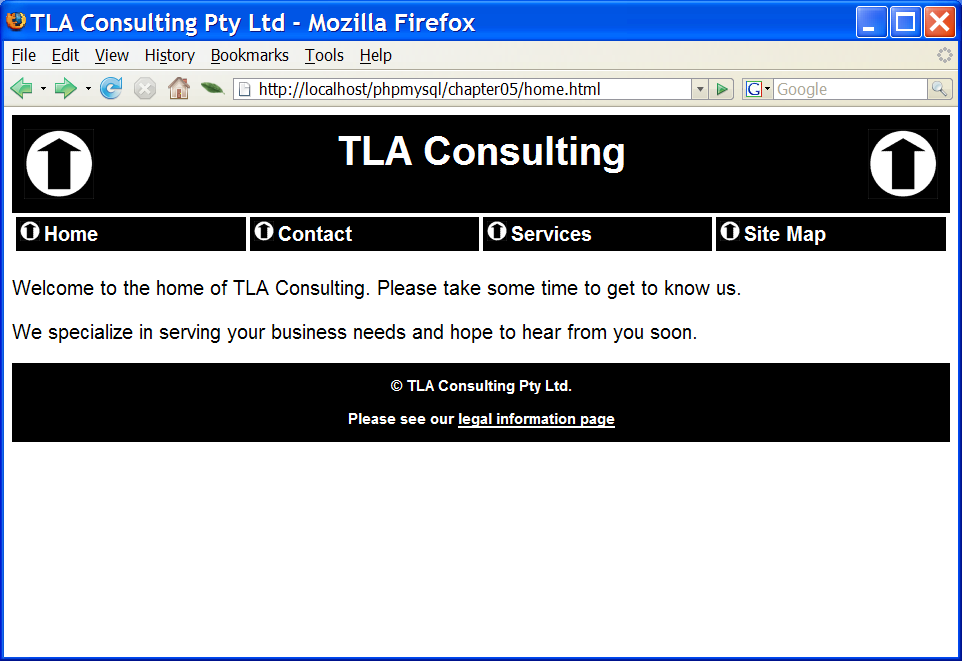 TLA Consulting Pty Ltd - Mozilla Firefox
File Edit View History Bookmarks Tools Help
http://localhost/phpmysql/chapter05/home.html G Google
TLA Consulting
Home Contact Services Site Map
Welcome to the home of TLA Consulting. Please take some time to get to know us.
We specialize in serving your business needs and hope to hear from you soon.
© TLA Consulting Pty Ltd.
Please see our legal information page